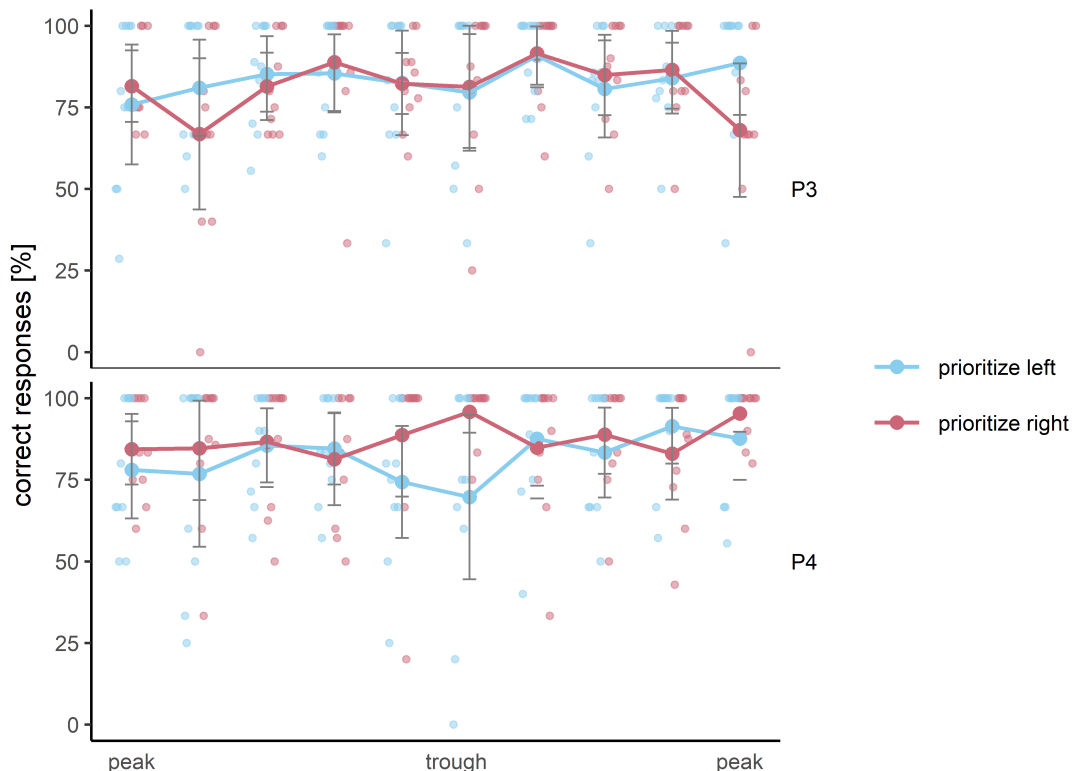 100
75
50
25
0
P3
correct responses [%]
prioritize left
prioritize right
100
75
50
25
0
P4
peak
trough
peak